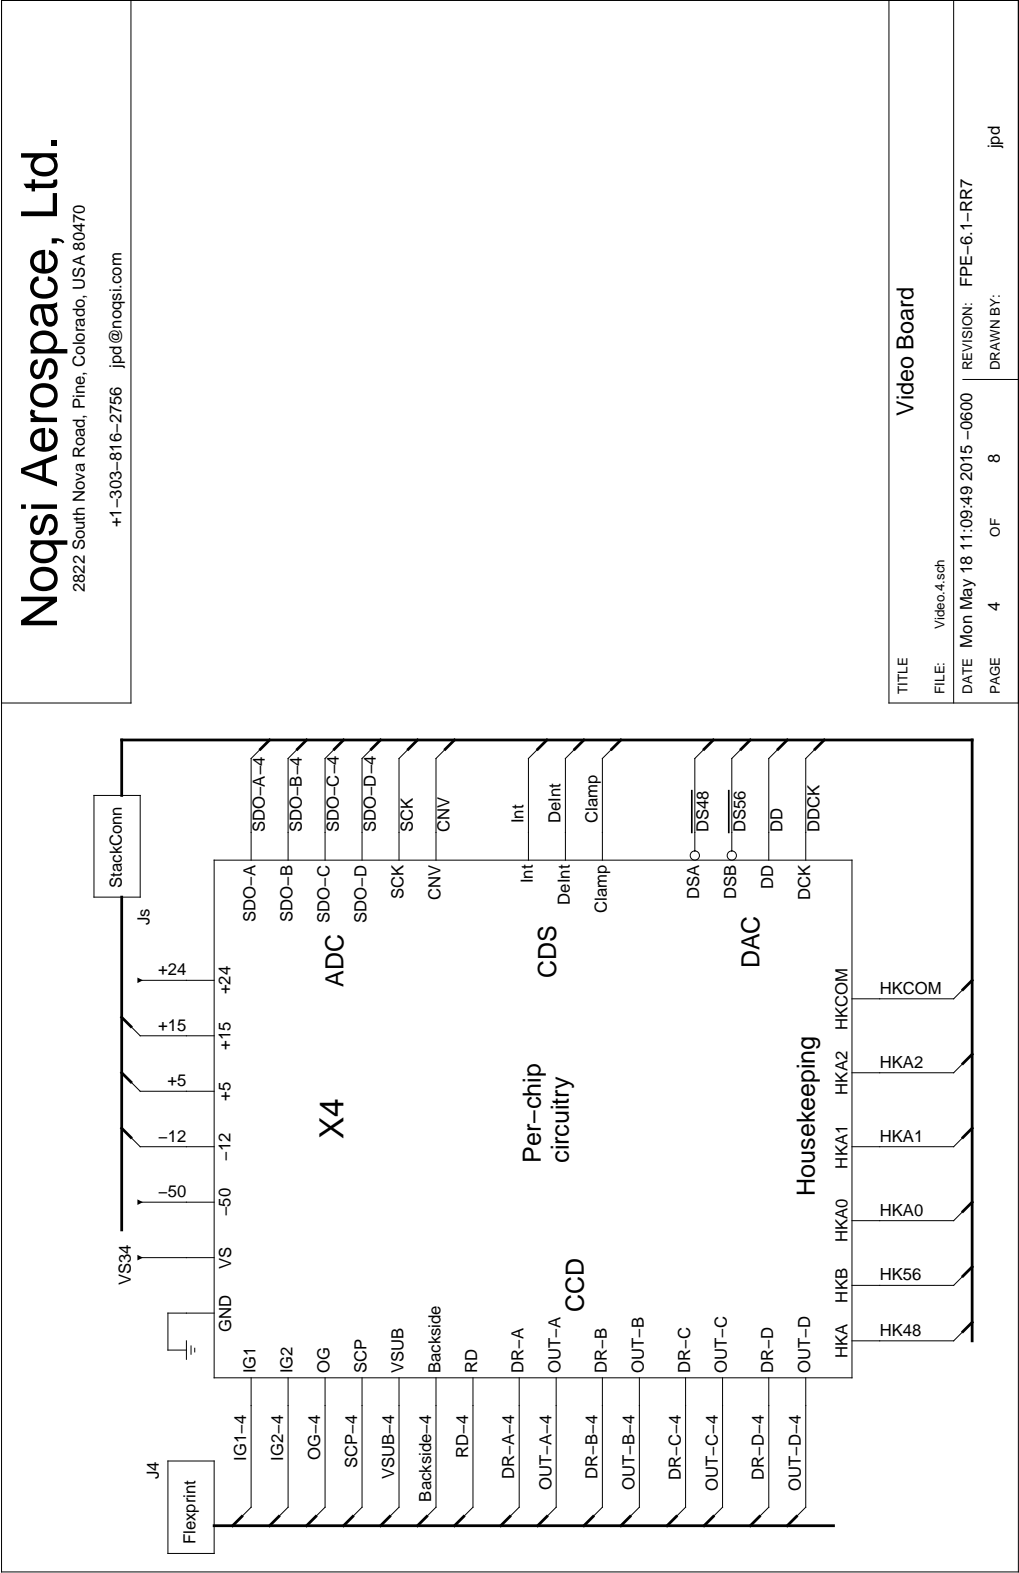 Noqsi Aerospace, Ltd.
2822 South Nova Road, Pine, Colorado, USA 80470
+1−303−816−2756 jpd@noqsi.com
J4
Flexprint
IG1−4
IG2−4
OG−4
SCP−4
VSUB−4
Backside−4
RD−4
DR−A−4
OUT−A−4
DR−B−4
OUT−B−4
DR−C−4
OUT−C−4
DR−D−4
OUT−D−4
IG1
IG2
OG
SCP
VSUB
Backside
RD
DR−A
OUT−A
DR−B
OUT−B
DR−C
OUT−C
DR−D
OUT−D
CCD
VS34
−50
−12
+5
+15
+24
GND
VS
−50
−12
+5
+15
+24
Js
StackConn
X4
Per−chip
circuitry
ADC
CDS
DAC
Housekeeping
SDO−A
SDO−B
SDO−C
SDO−D
SCK
CNV
Int
DeInt
Clamp
DSA
DSB
DD
DCK
SDO−A−4
SDO−B−4
SDO−C−4
SDO−D−4
SCK
CNV
Int
DeInt
Clamp
DS48
DS56
DD
DDCK
HKA
HKB
HKA0
HKA1
HKA2
HKCOM
HK48
HK56
HKA0
HKA1
HKA2
HKCOM
TITLE
Video Board
FILE: Video.4.sch
DATE Mon May 18 11:09:49 2015 −0600 REVISION: FPE−6.1−RR7
PAGE 4 OF 8 DRAWN BY: jpd